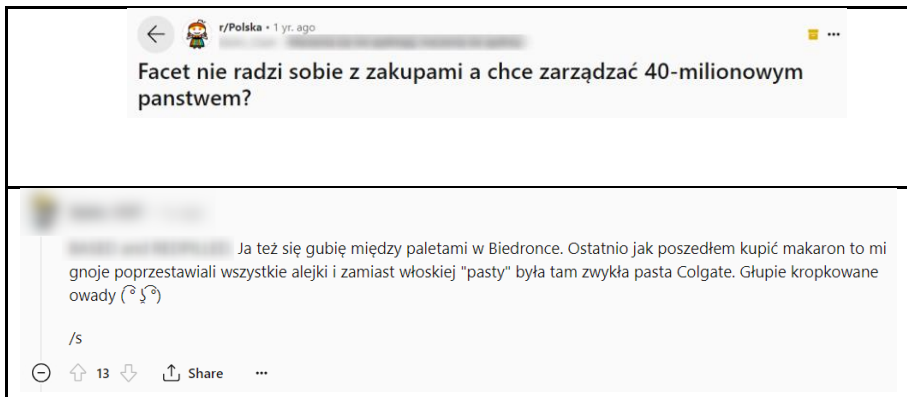 r/Polska • 1 yr. ago
Facet nie radzi sobie z zakupami a chce zarządzać 40-milionowym
panstwem?
Ja też się gubię między paletami w Biedronce. Ostatnio jak poszedłem kupić makaron to mi
gnoje poprzestawiali wszystkie alejki i zamiast włoskiej "pasty" była tam zwykła pasta Colgate. Głupie kropkowane
owady ( ͡° ʖ̯ ͡°)
/s
13 Share ...